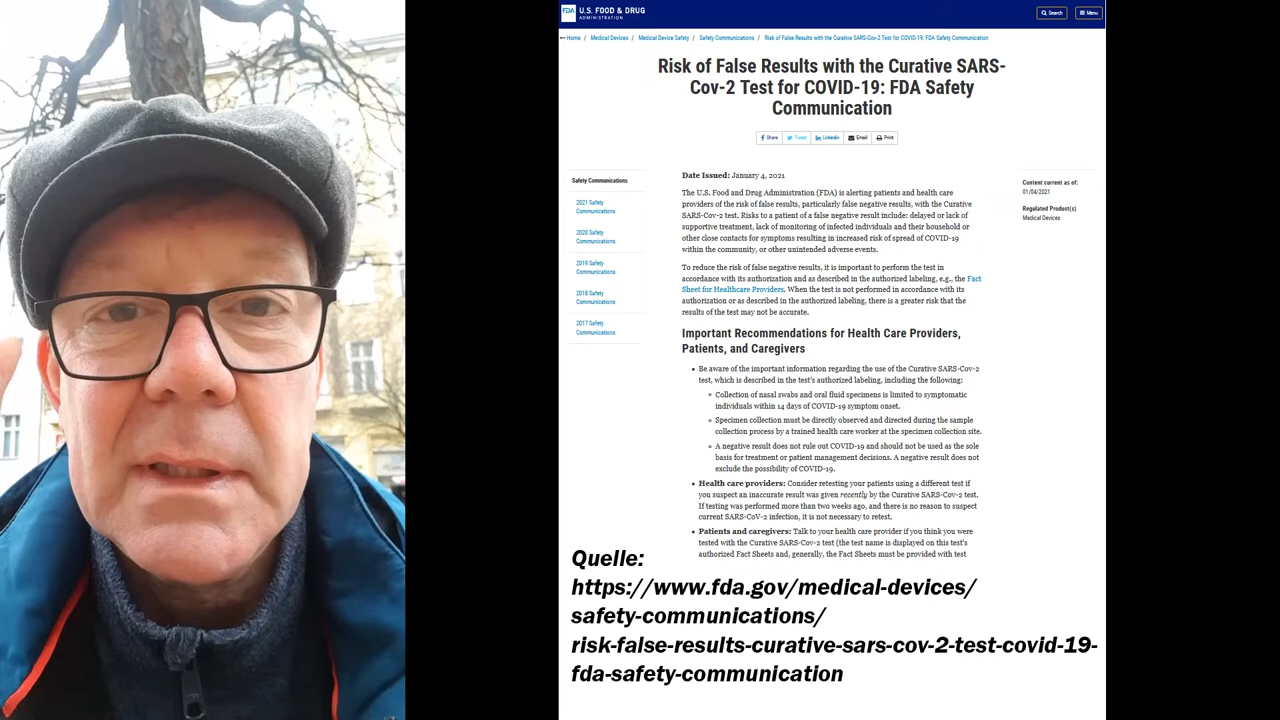 FDA
U.S. FOOD & DRUG
ADMINISTRATION
Search
Menu
Home / Medical Devices / Medical Device Safety / Safety Communications / Risk of False Results with the Curative SARS-Cov-2 Test for COVID-19: FDA Safety Communication
Risk of False Results with the Curative SARS-
Cov-2 Test for COVID-19: FDA Safety
Communication
Share Tweet Linkedin Email Print
Safety Communications
2021 Safety
Communications
2020 Safety
Communications
2019 Safety
Communications
2018 Safety
Communications
2017 Safety
Communications
Date Issued: January 4, 2021
The U.S. Food and Drug Administration (FDA) is alerting patients and health care
providers of the risk of false results, particularly false negative results, with the Curative
SARS-Cov-2 test. Risks to a patient of a false negative result include: delayed or lack of
supportive treatment, lack of monitoring of infected individuals and their household or
other close contacts for symptoms resulting in increased risk of spread of COVID-19
within the community, or other unintended adverse events.
To reduce the risk of false negative results, it is important to perform the test in
accordance with its authorization and as described in the authorized labeling, e.g., the Fact
Sheet for Healthcare Providers. When the test is not performed in accordance with its
authorization or as described in the authorized labeling, there is a greater risk that the
results of the test may not be accurate.
Important Recommendations for Health Care Providers,
Patients, and Caregivers
• Be aware of the important information regarding the use of the Curative SARS-Cov-2
test, which is described in the test's authorized labeling, including the following:
Collection of nasal swabs and oral fluid specimens is limited to symptomatic
individuals within 14 days of COVID-19 symptom onset.
Specimen collection must be directly observed and directed during the sample
collection process by a trained health care worker at the specimen collection site.
A negative result does not rule out COVID-19 and should not be used as the sole
basis for treatment or patient management decisions. A negative result does not
exclude the possibility of COVID-19.
• Health care providers: Consider retesting your patients using a different test if
you suspect an inaccurate result was given recently by the Curative SARS-Cov-2 test.
If testing was performed more than two weeks ago, and there is no reason to suspect
current SARS-CoV-2 infection, it is not necessary to retest.
• Patients and caregivers: Talk to your health care provider if you think you were
tested with the Curative SARS-Cov-2 test (the test name is displayed on this test's
authorized Fact Sheets and, generally, the Fact Sheets must be provided with test
Content current as of:
01/04/2021
Regulated Product(s)
Medical Devices
Quelle:
https://www.fda.gov/medical-devices/
safety-communications/
risk-false-results-curative-sars-cov-2-test-covid-19-
fda-safety-communication